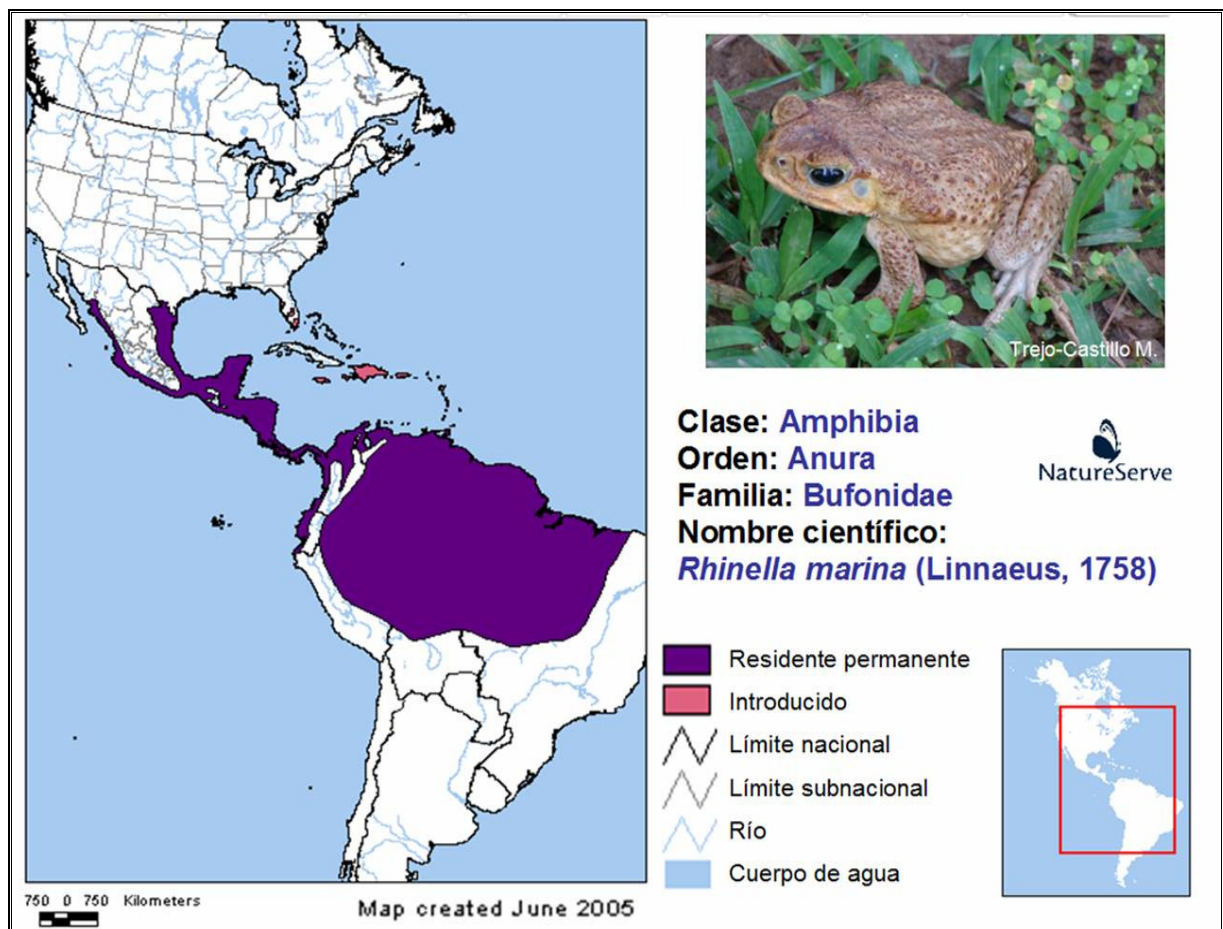 Trejo-Castillo M.
Clase: Amphibia
Orden: Anura
Familia: Bufonidae
Nombre científico:
Rhinella marina (Linnaeus, 1758)
NatureServe
Residente permanente
Introducido
Límite nacional
Límite subnacional
Río
Cuerpo de agua
750 0 750 Kilometers
Map created June 2005